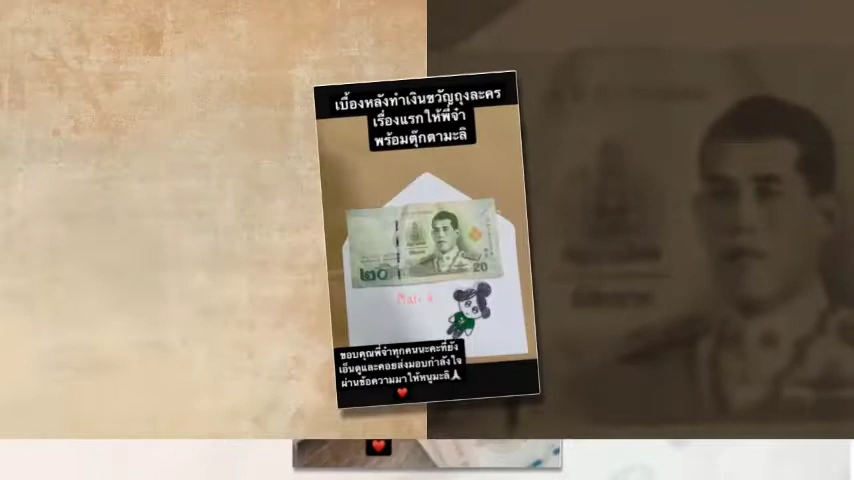 เบื้องหลังทำเงินขวัญถุงละคร
เรื่องแรกให้พี่จ๋า
พร้อมตุ๊กตามะลิ
๒๐
20
ขอบคุณพี่จ๋าทุกคนนะคะที่ยัง
เอ็นดูและคอยส่งมอบกำลังใจ
ผ่านข้อความมาให้หนูมะลิ